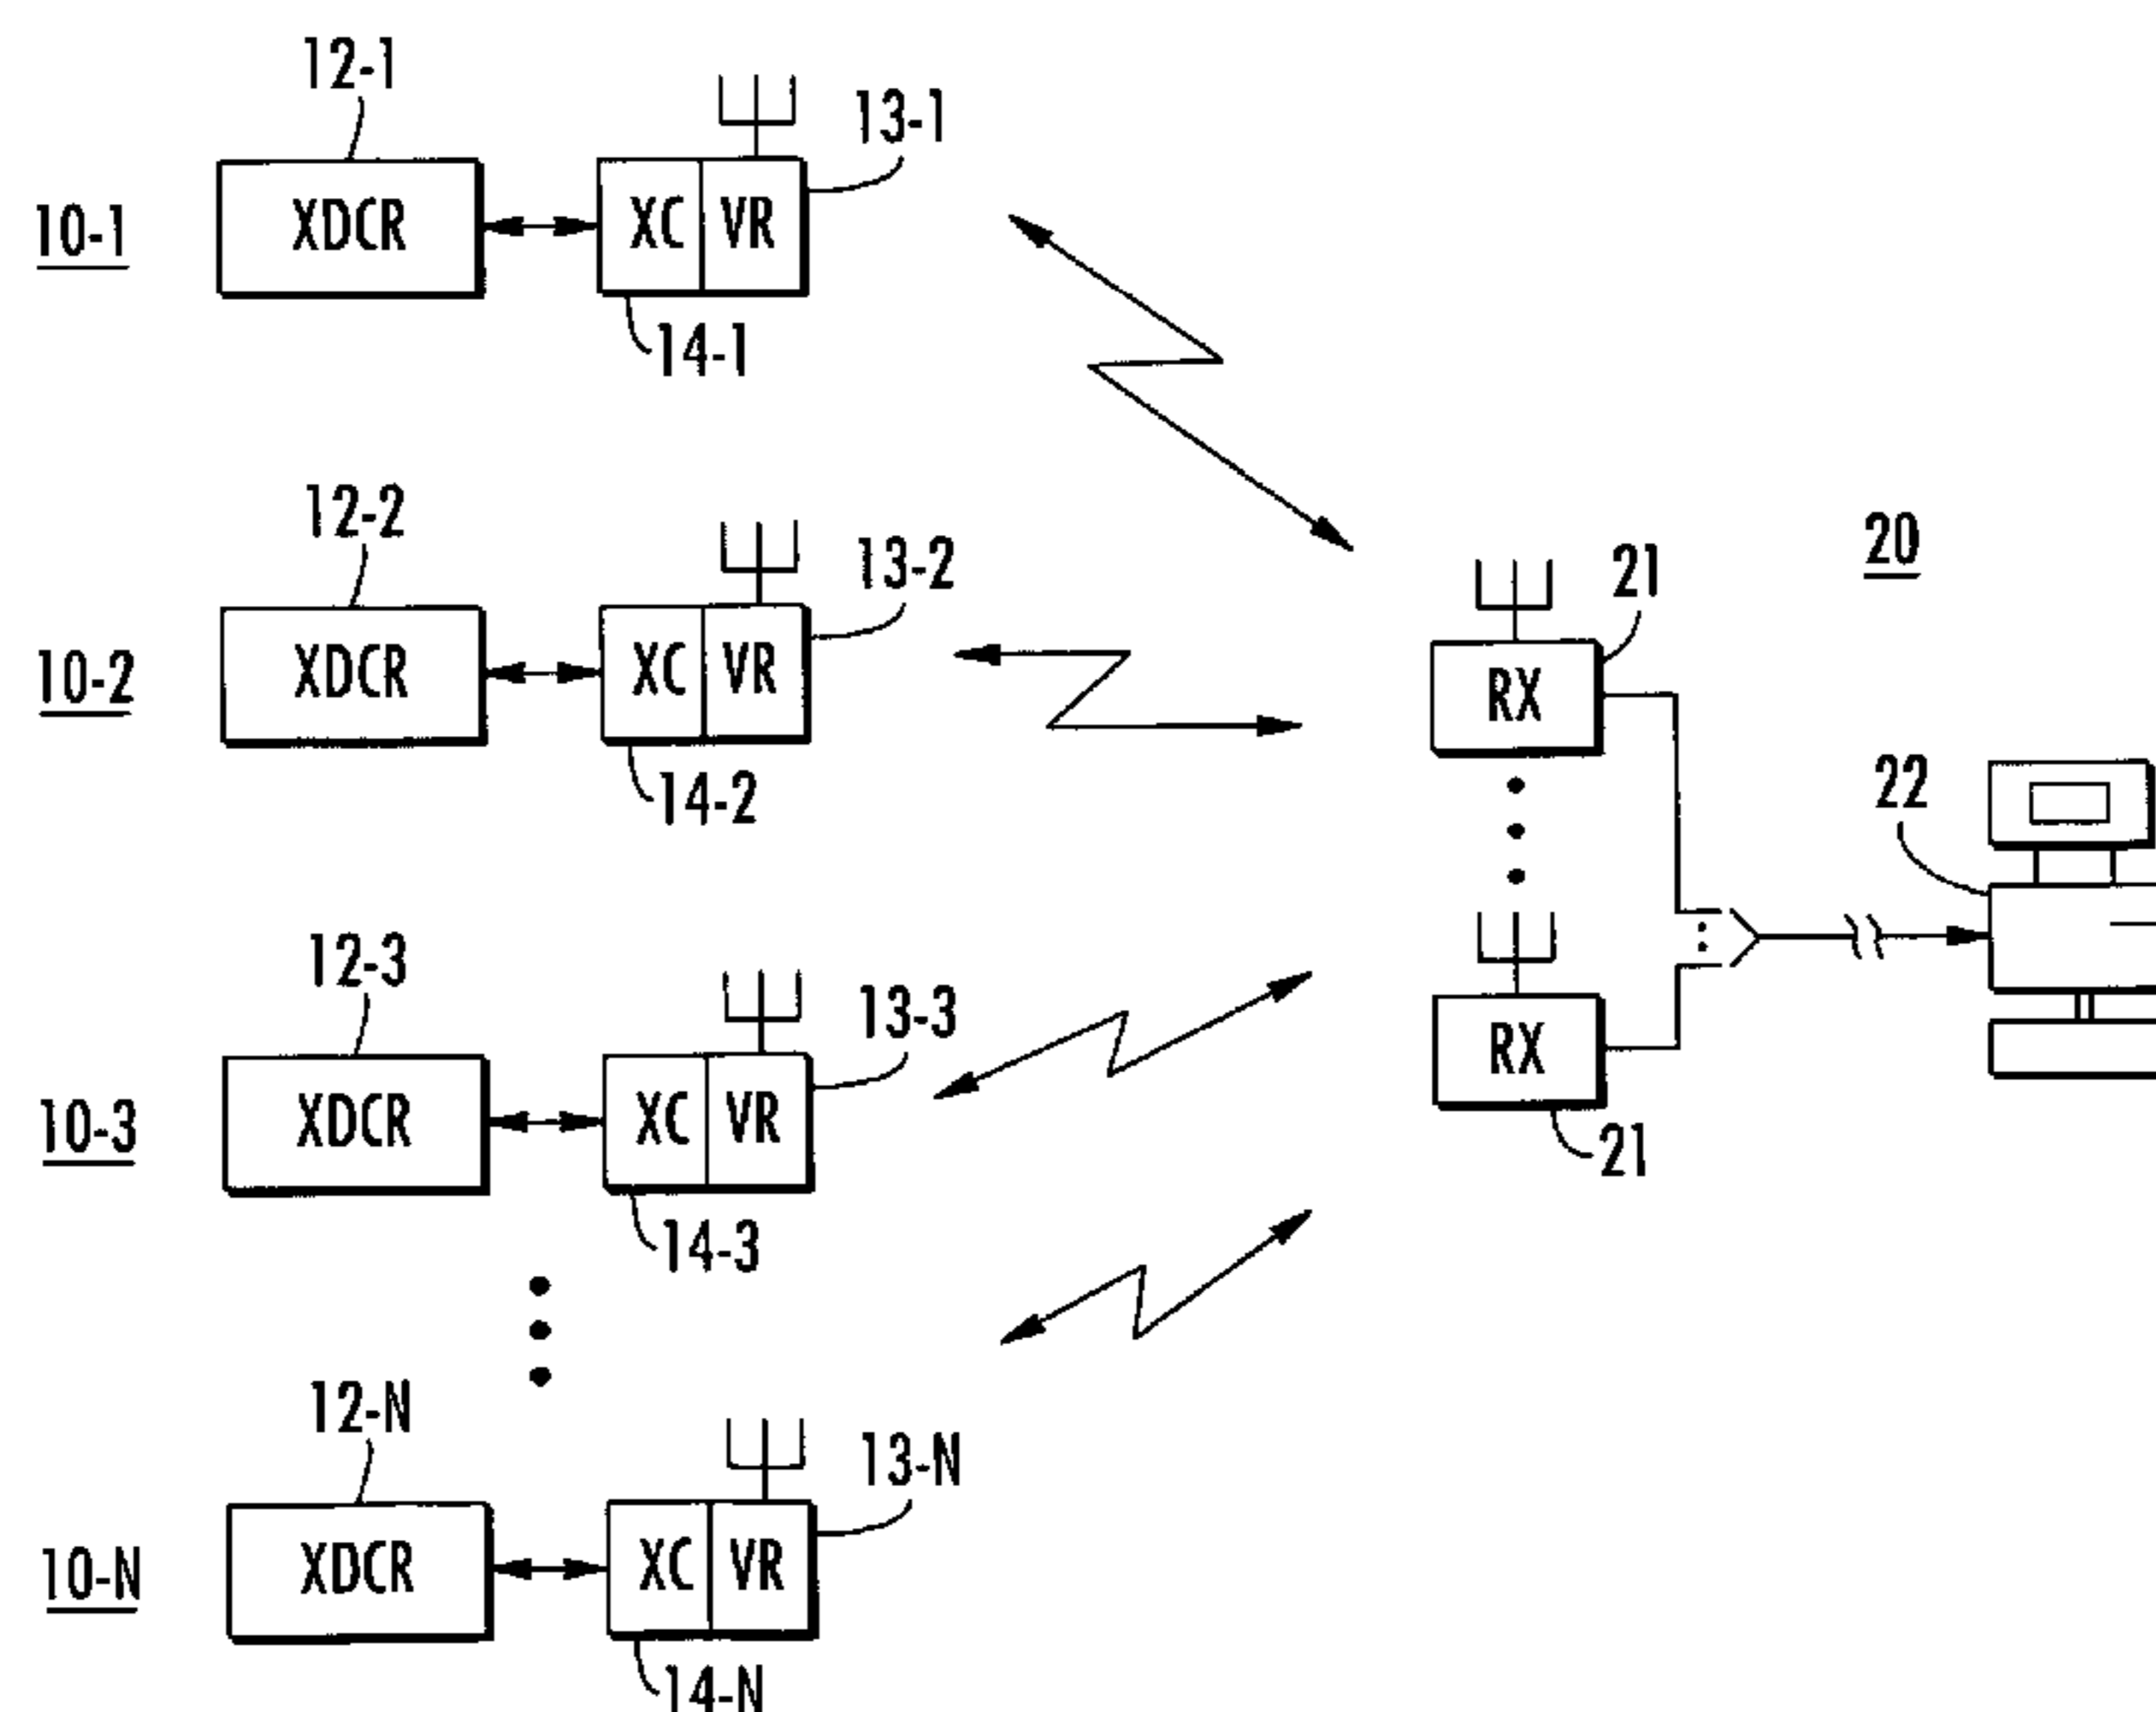 12-1
13-1
10-1
XDCR
XC
VR
14-1
12-2
13-2
10-2
XDCR
XC
VR
14-2
20
21
RX
22
12-3
13-3
10-3
XDCR
XC
VR
14-3
RX
21
12-N
13-N
10-N
XDCR
XC
VR
14-N